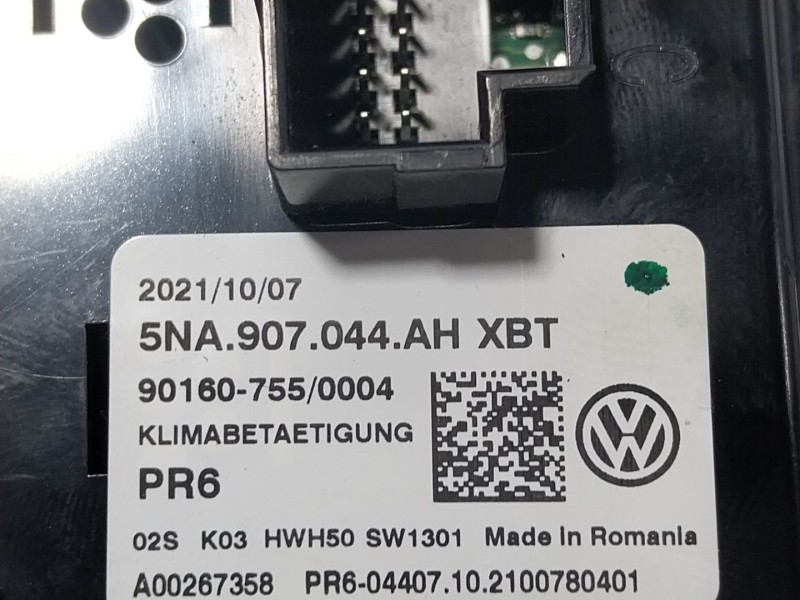 2021/10/07
5NA.907.044.AH XBT
90160-755/0004
KLIMABETAETIGUNG
PR6
02S K03 HWH50 SW1301 Made In Romania
A00267358 PR6-04407.10.2100780401